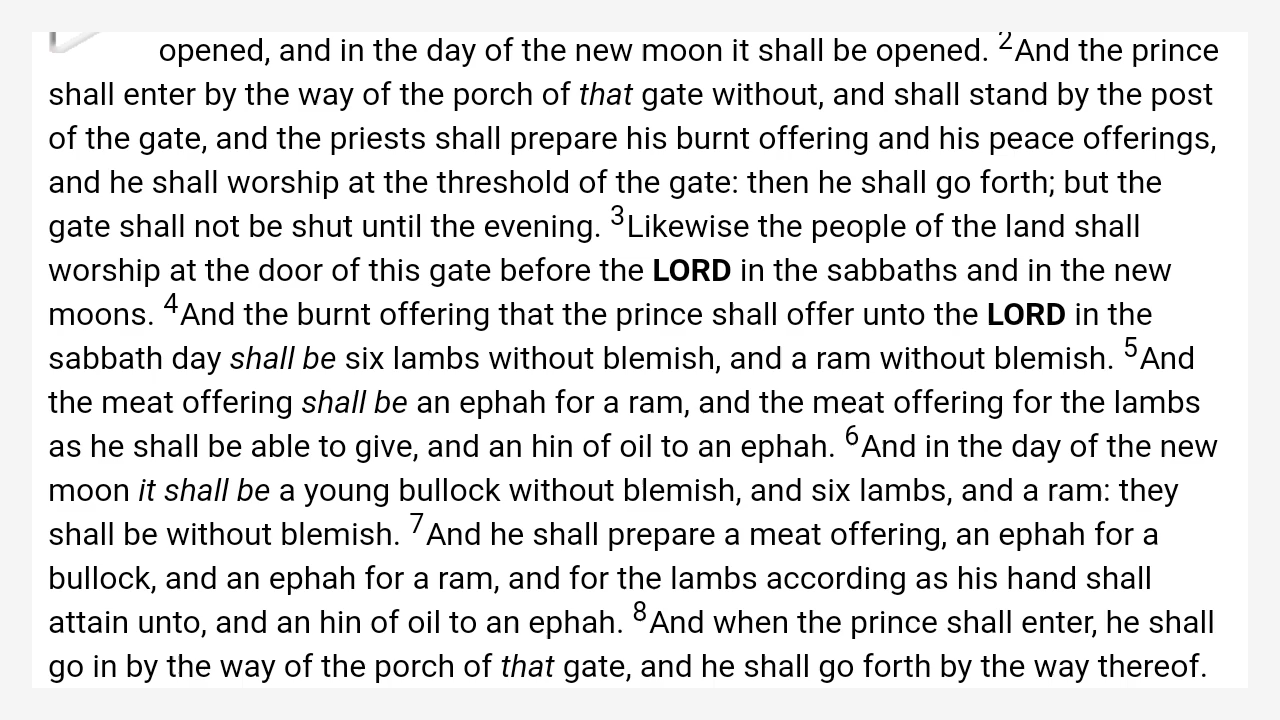 opened, and in the day of the new moon it shall be opened. 2And the prince
shall enter by the way of the porch of that gate without, and shall stand by the post
of the gate, and the priests shall prepare his burnt offering and his peace offerings,
and he shall worship at the threshold of the gate: then he shall go forth; but the
gate shall not be shut until the evening. 3Likewise the people of the land shall
worship at the door of this gate before the LORD in the sabbaths and in the new
moons. 4And the burnt offering that the prince shall offer unto the LORD in the
sabbath day shall be six lambs without blemish, and a ram without blemish. 5And
the meat offering shall be an ephah for a ram, and the meat offering for the lambs
as he shall be able to give, and an hin of oil to an ephah. 6And in the day of the new
moon it shall be a young bullock without blemish, and six lambs, and a ram: they
shall be without blemish. 7And he shall prepare a meat offering, an ephah for a
bullock, and an ephah for a ram, and for the lambs according as his hand shall
attain unto, and an hin of oil to an ephah. 8And when the prince shall enter, he shall
go in by the way of the porch of that gate, and he shall go forth by the way thereof.